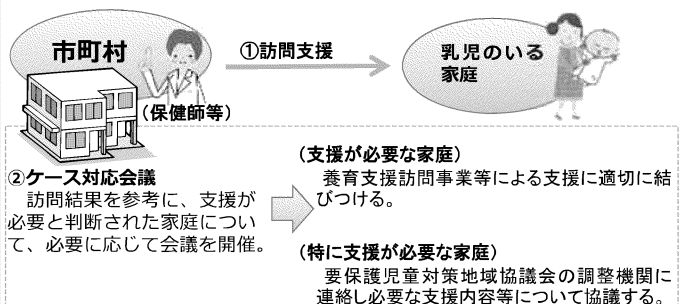 市町村
①訪問支援
乳児のいる
家庭
(保健師等)
②ケース対応会議
訪問結果を参考に、支援が
必要と判断された家庭につい
て、必要に応じて会議を開催。
(支援が必要な家庭)
養育支援訪問事業等による支援に適切に結
びつける。
(特に支援が必要な家庭)
要保護児童対策地域協議会の調整機関に
連絡し必要な支援内容等について協議する。